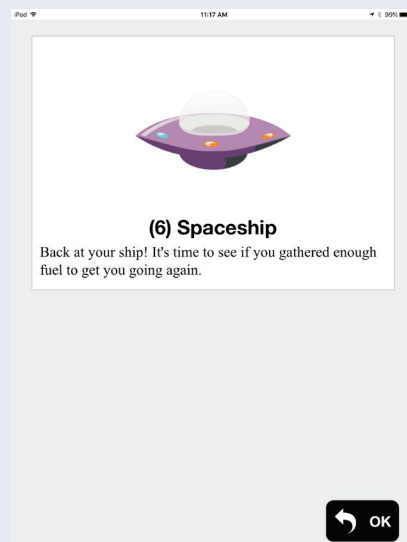 iPad 11:17 AM 99%
(6) Spaceship
Back at your ship! It's time to see if you gathered enough
fuel to get you going again.
OK